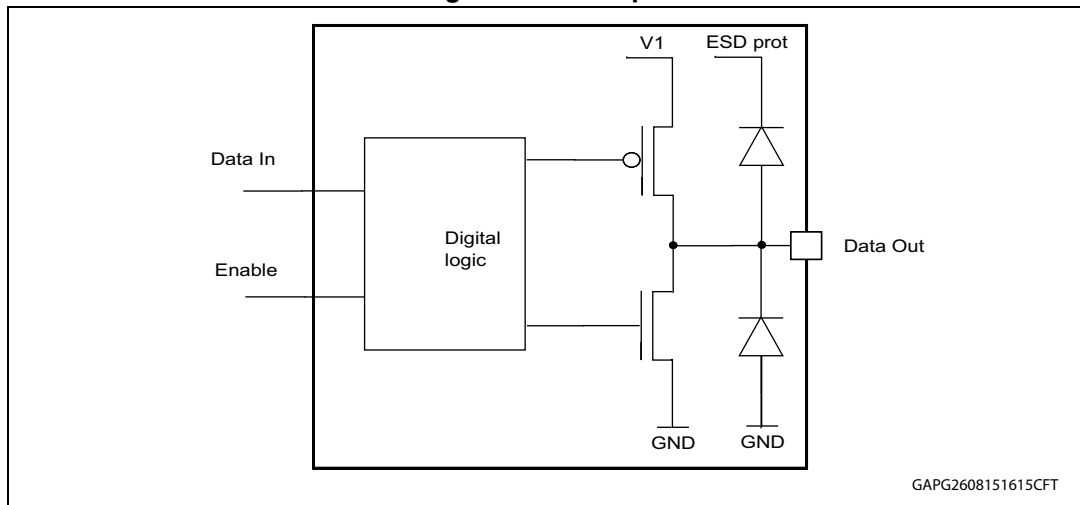 V1
ESD prot
Data In
Digital
logic
Data Out
Enable
GND
GND
GAPG2608151615CFT